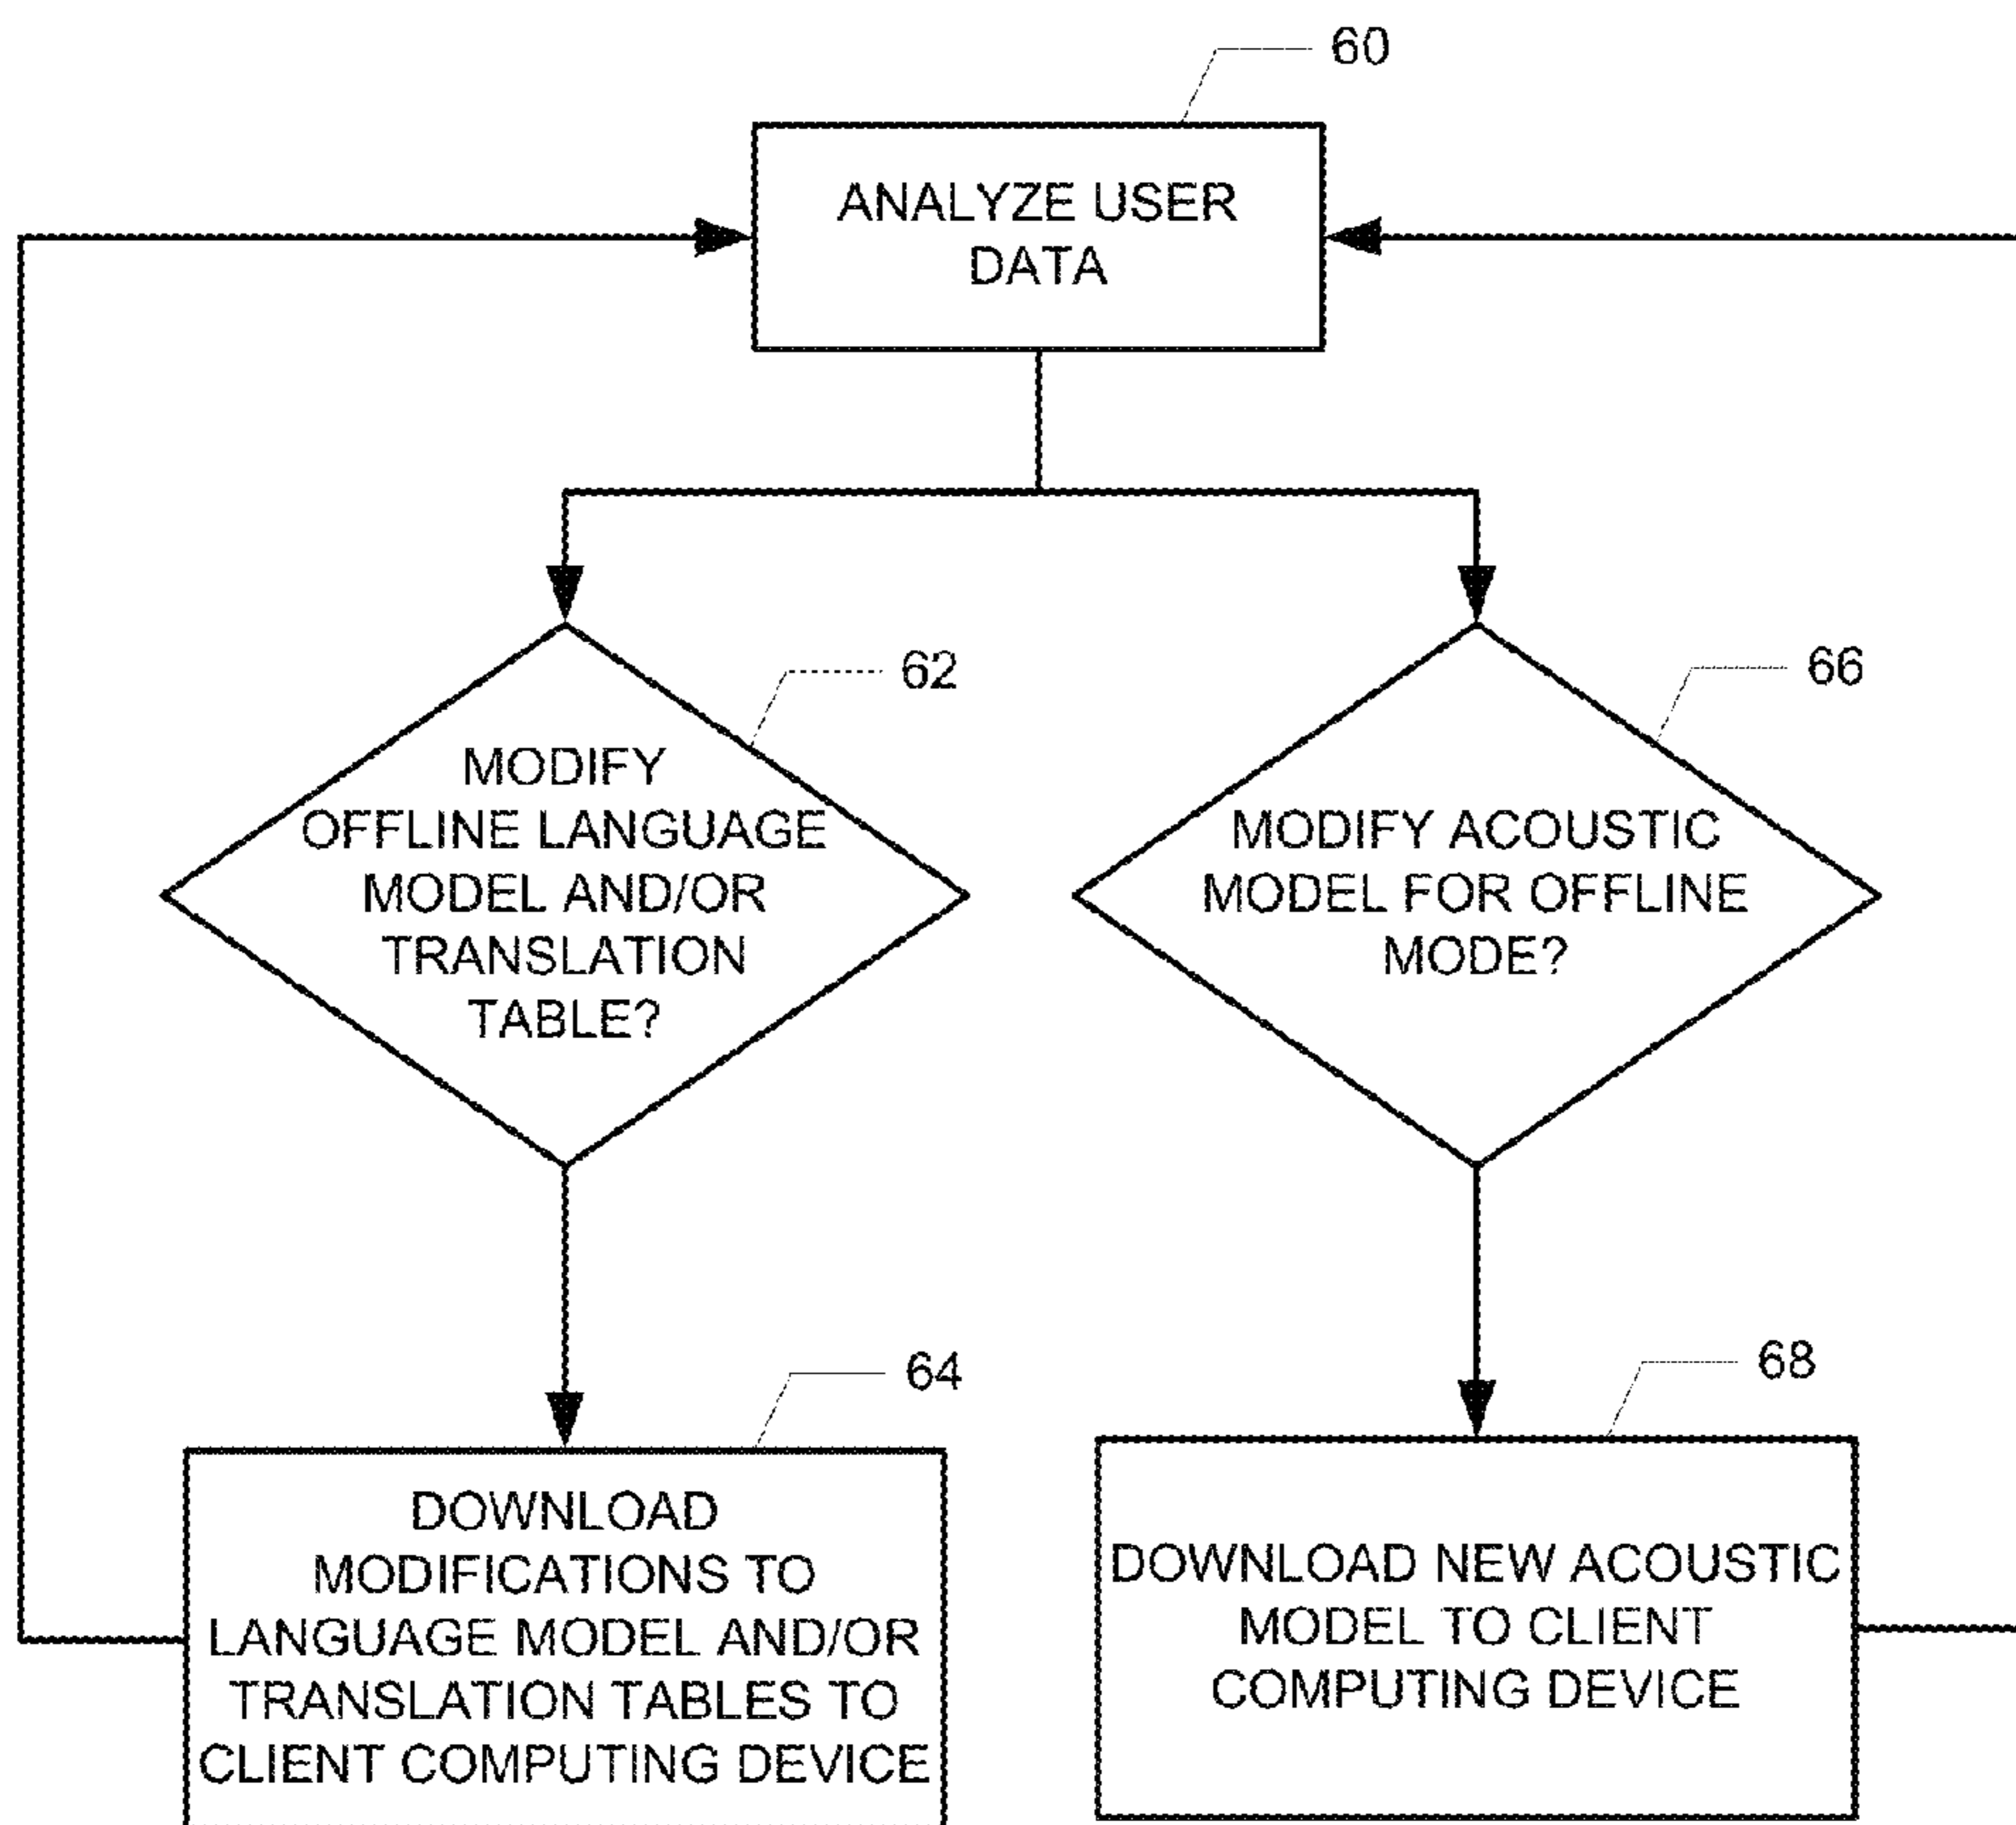 60
ANALYZE USER
DATA
62
MODIFY
OFFLINE LANGUAGE
MODEL AND/OR
TRANSLATION
TABLE?
66
MODIFY ACOUSTIC
MODEL FOR OFFLINE
MODE?
64
DOWNLOAD
MODIFICATIONS TO
LANGUAGE MODEL AND/OR
TRANSLATION TABLES TO
CLIENT COMPUTING DEVICE
68
DOWNLOAD NEW ACOUSTIC
MODEL TO CLIENT
COMPUTING DEVICE